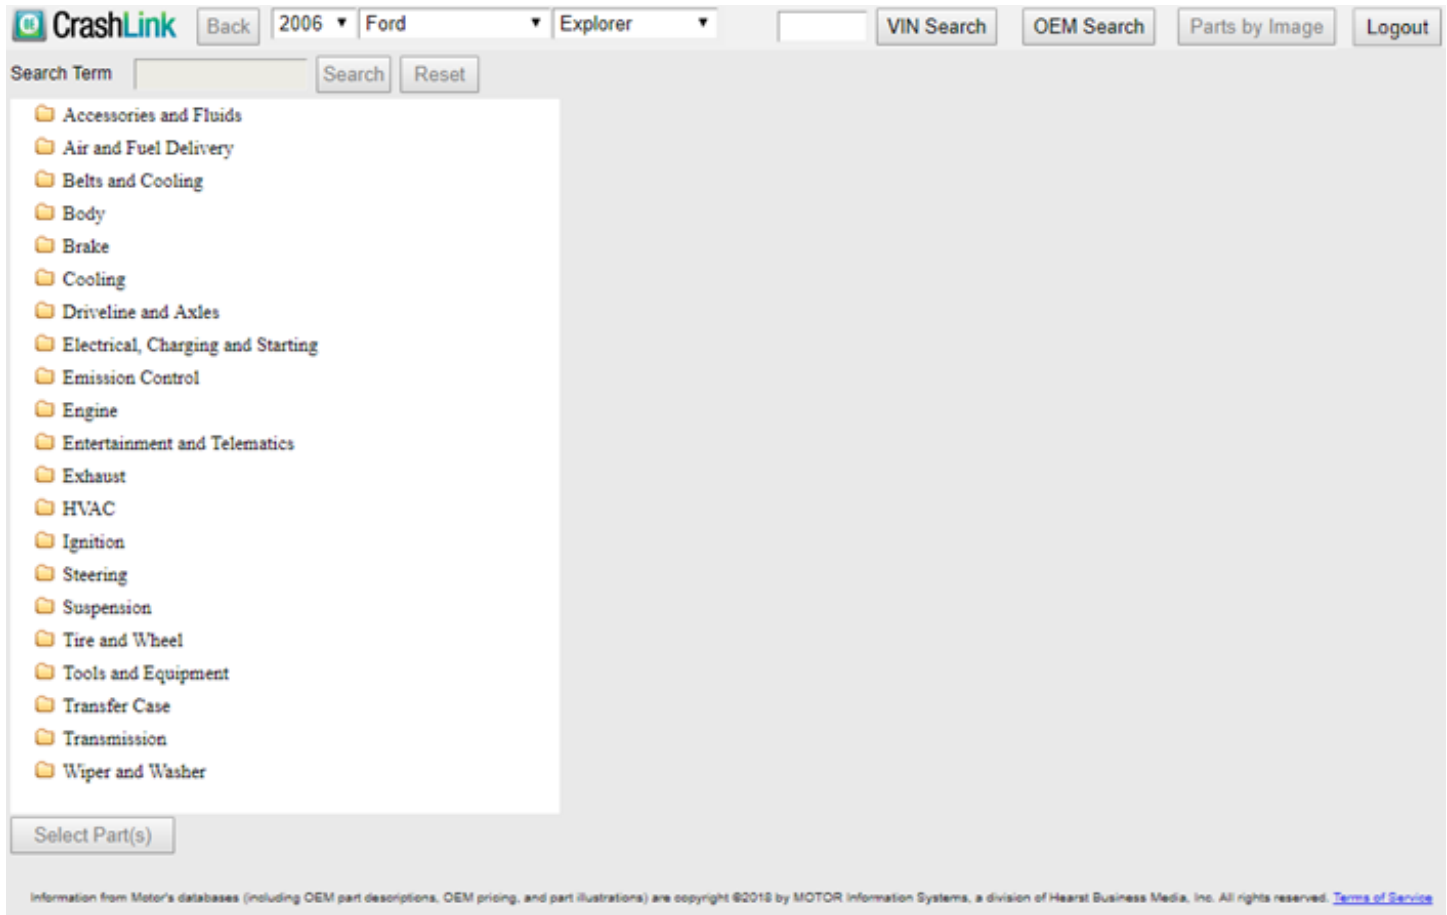 CrashLink Back 2006 Ford Explorer VIN Search OEM Search Parts by Image Logout
Search Term Search Reset
Accessories and Fluids
Air and Fuel Delivery
Belts and Cooling
Body
Brake
Cooling
Driveline and Axles
Electrical, Charging and Starting
Emission Control
Engine
Entertainment and Telematics
Exhaust
HVAC
Ignition
Steering
Suspension
Tire and Wheel
Tools and Equipment
Transfer Case
Transmission
Wiper and Washer
Select Part(s)
Information from Motor's databases (including OEM part descriptions, OEM pricing, and part illustrations) are copyright ©2018 by MOTOR Information Systems, a division of Hearst Business Media, Inc. All rights reserved. Terms of Service